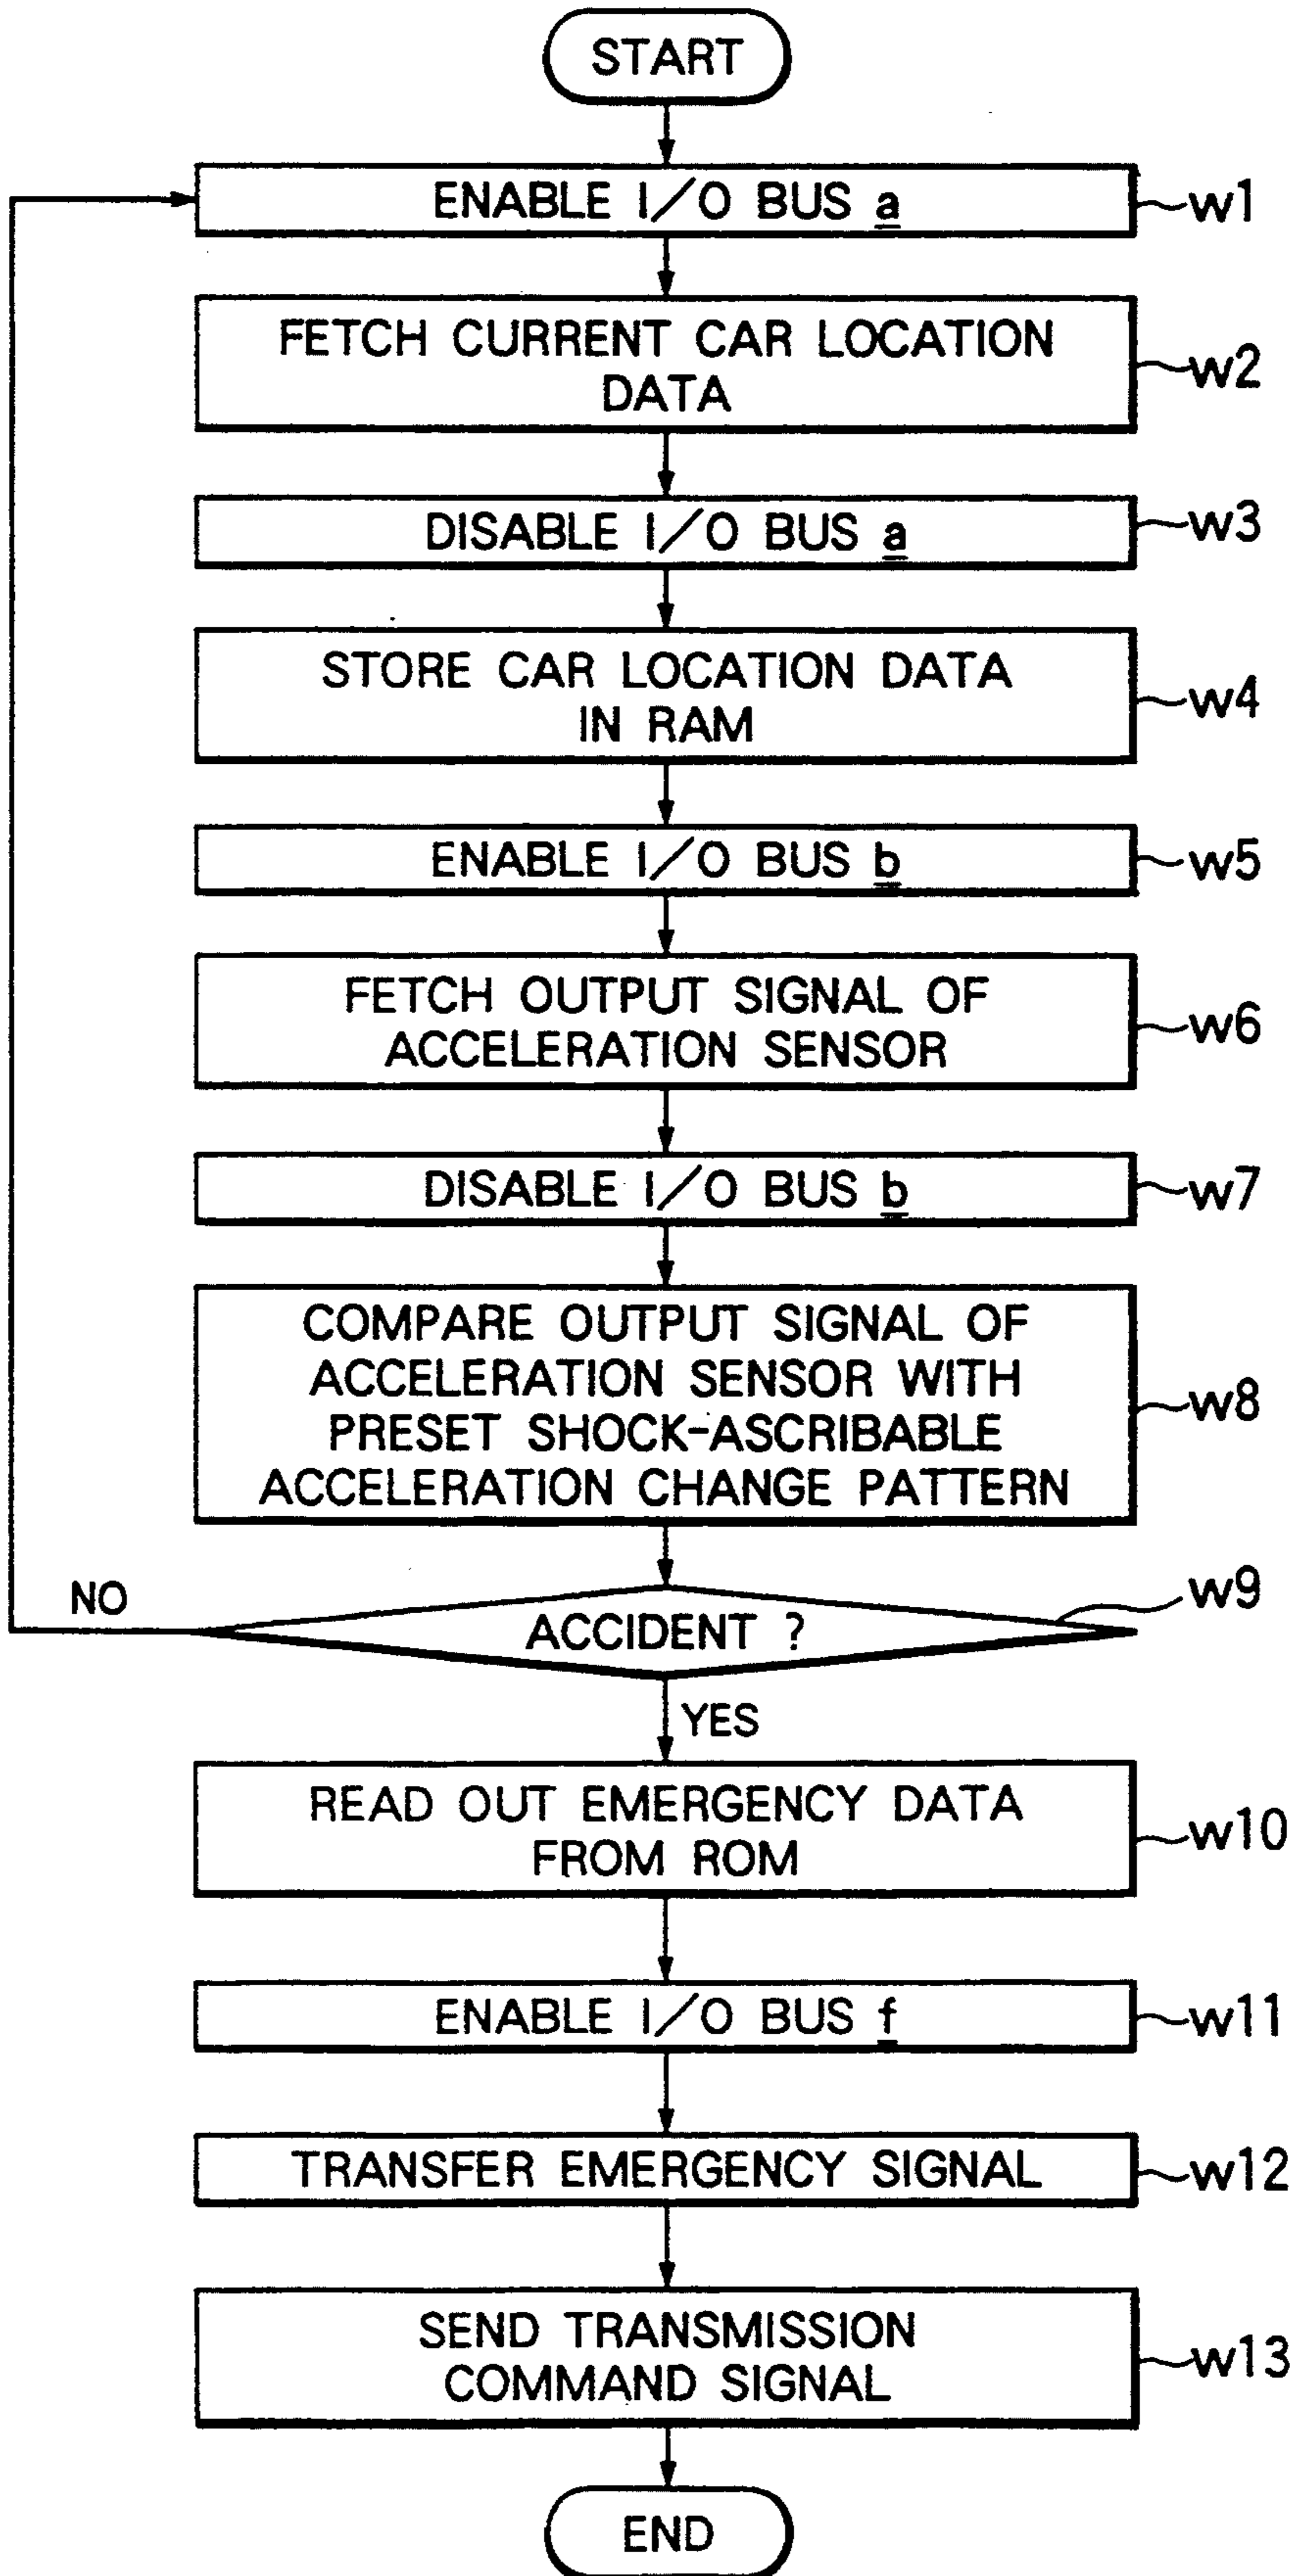 START
ENABLE I/O BUS a
w1
FETCH CURRENT CAR LOCATION
DATA
w2
DISABLE I/O BUS a
w3
STORE CAR LOCATION DATA
IN RAM
w4
ENABLE I/O BUS b
w5
FETCH OUTPUT SIGNAL OF
ACCELERATION SENSOR
w6
DISABLE I/O BUS b
w7
COMPARE OUTPUT SIGNAL OF
ACCELERATION SENSOR WITH
PRESET SHOCK-ASCRIBABLE
ACCELERATION CHANGE PATTERN
w8
NO
ACCIDENT ?
w9
YES
READ OUT EMERGENCY DATA
FROM ROM
w10
ENABLE I/O BUS f
w11
TRANSFER EMERGENCY SIGNAL
w12
SEND TRANSMISSION
COMMAND SIGNAL
w13
END